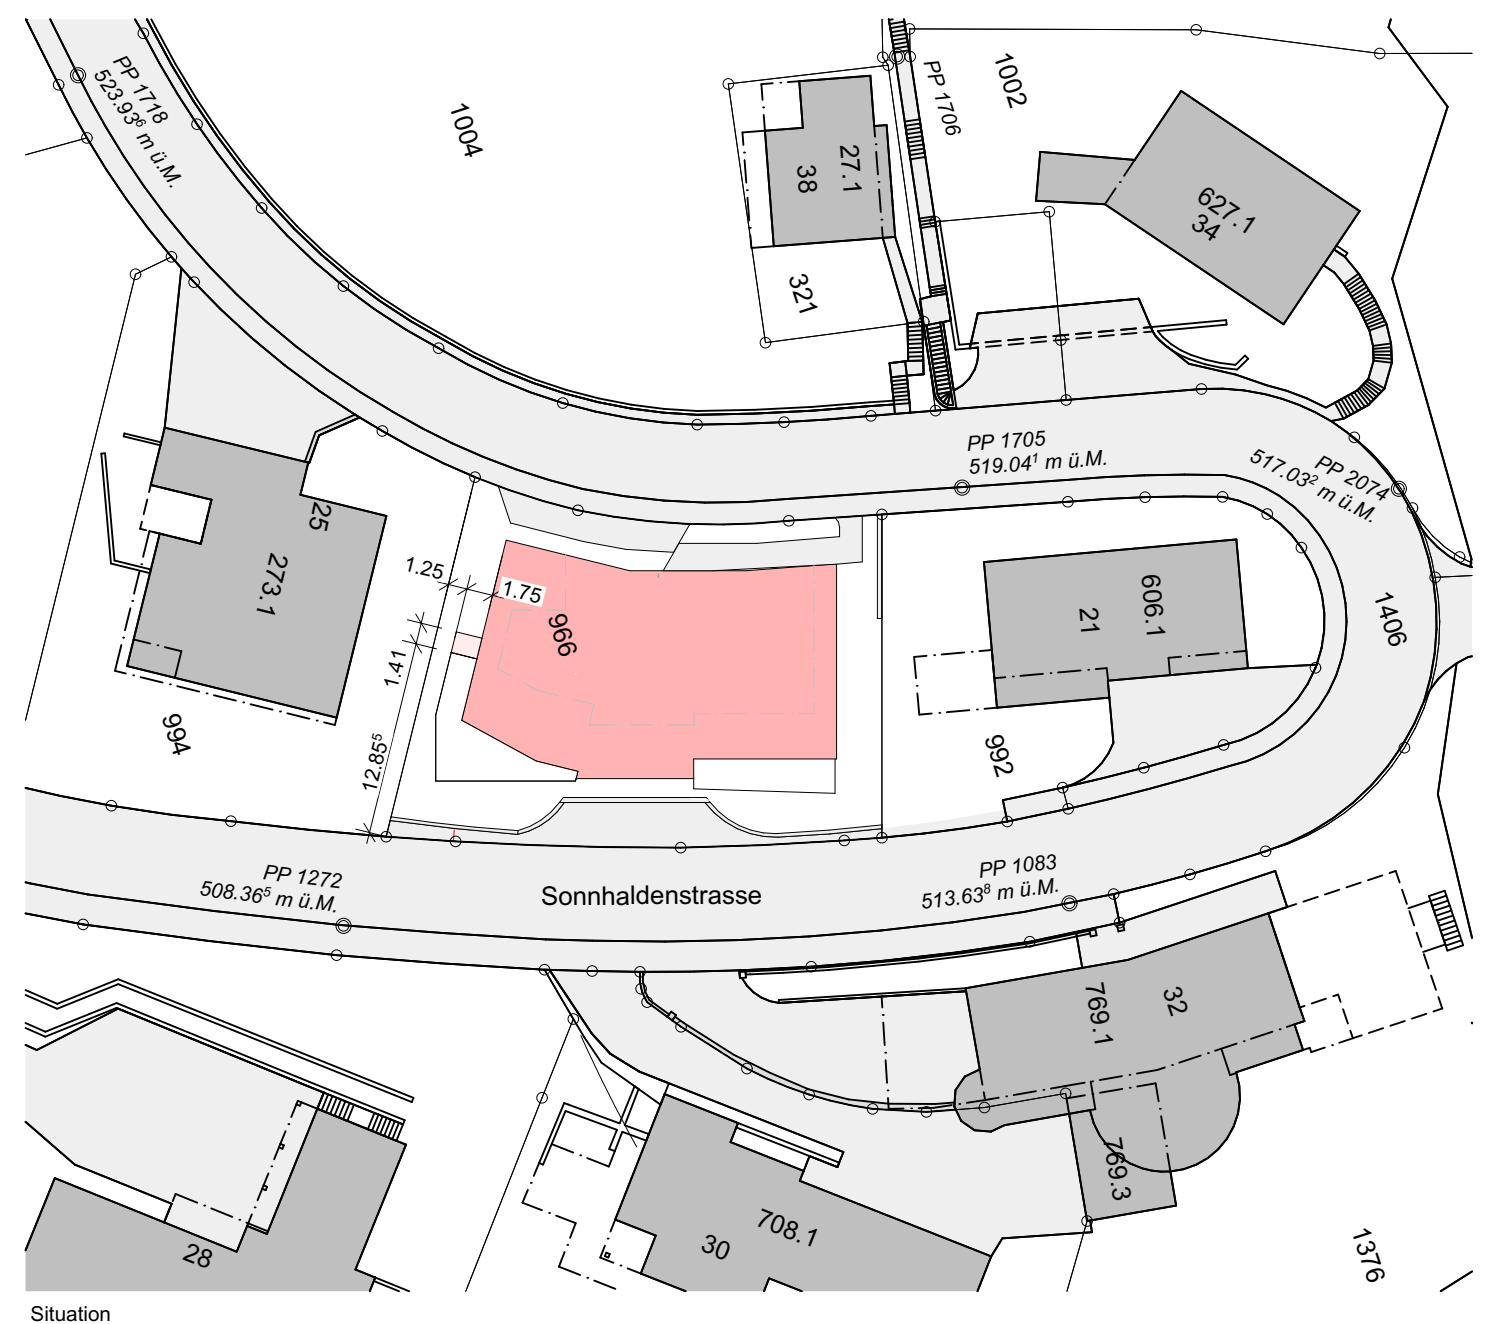 PP 1718
523.93⁶ m ü.M.
1004
38
27.1
PP 1706
1002
627.1
34
321
PP 1705
519.04¹ m ü.M.
PP 2074
517.03² m ü.M.
25
273.1
1.25
1.75
966
1.41
12.85⁵
21
606.1
1406
994
992
PP 1272
508.36⁵ m ü.M.
Sonnhaldenstrasse
PP 1083
513.63⁸ m ü.M.
769.1
32
769.3
28
30
708.1
1376
Situation